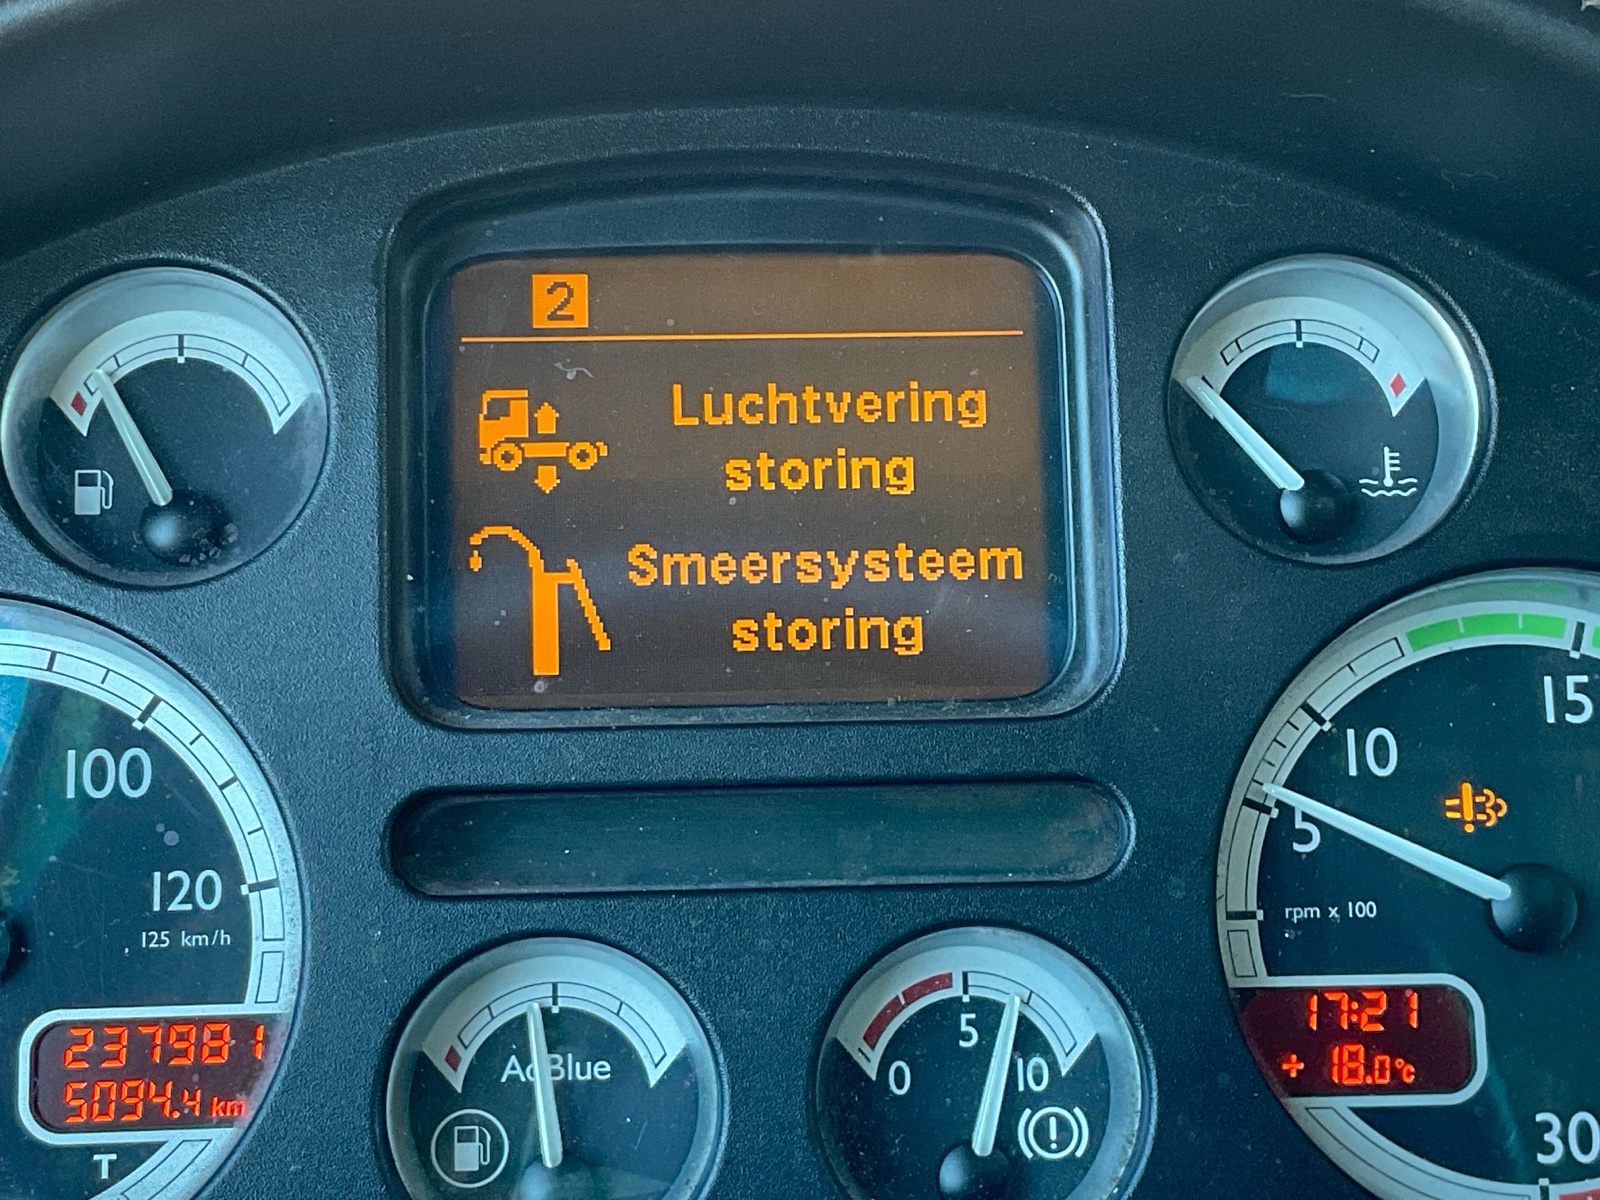 2
Luchtvering
storing
Smeersysteem
storing
100
120
125 km/h
237981
5094.4 km
T
AdBlue
0
5
10
5
10
15
30
rpm x 100
17:21
+ 18.0°C